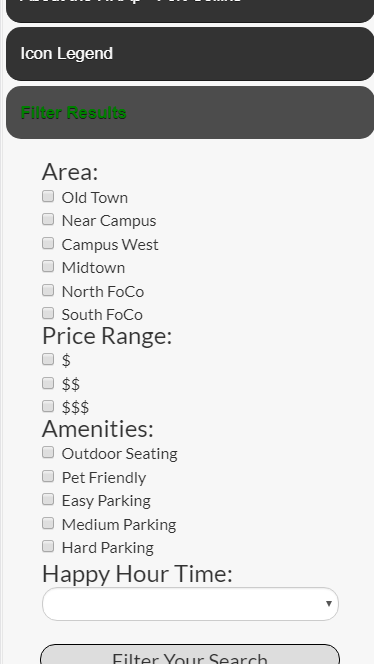 Icon Legend
Filter Results
Area:
Old Town
Near Campus
Campus West
Midtown
North FoCo
South FoCo
Price Range:
$
$$
$$$
Amenities:
Outdoor Seating
Pet Friendly
Easy Parking
Medium Parking
Hard Parking
Happy Hour Time:
Filter Your Search